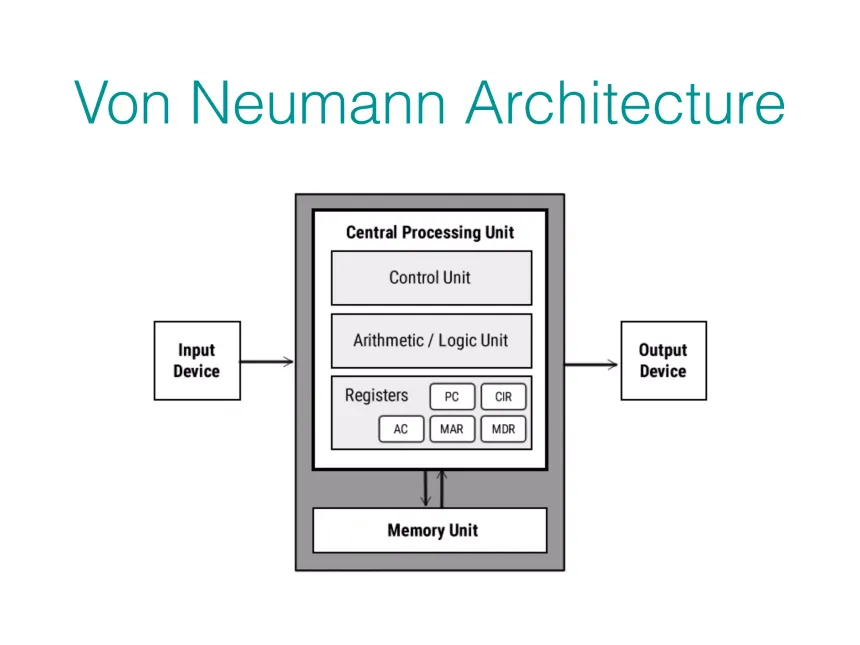 Von Neumann Architecture
Central Processing Unit
Control Unit
Arithmetic / Logic Unit
Registers PC CIR
AC MAR MDR
Input
Device
Output
Device
Memory Unit